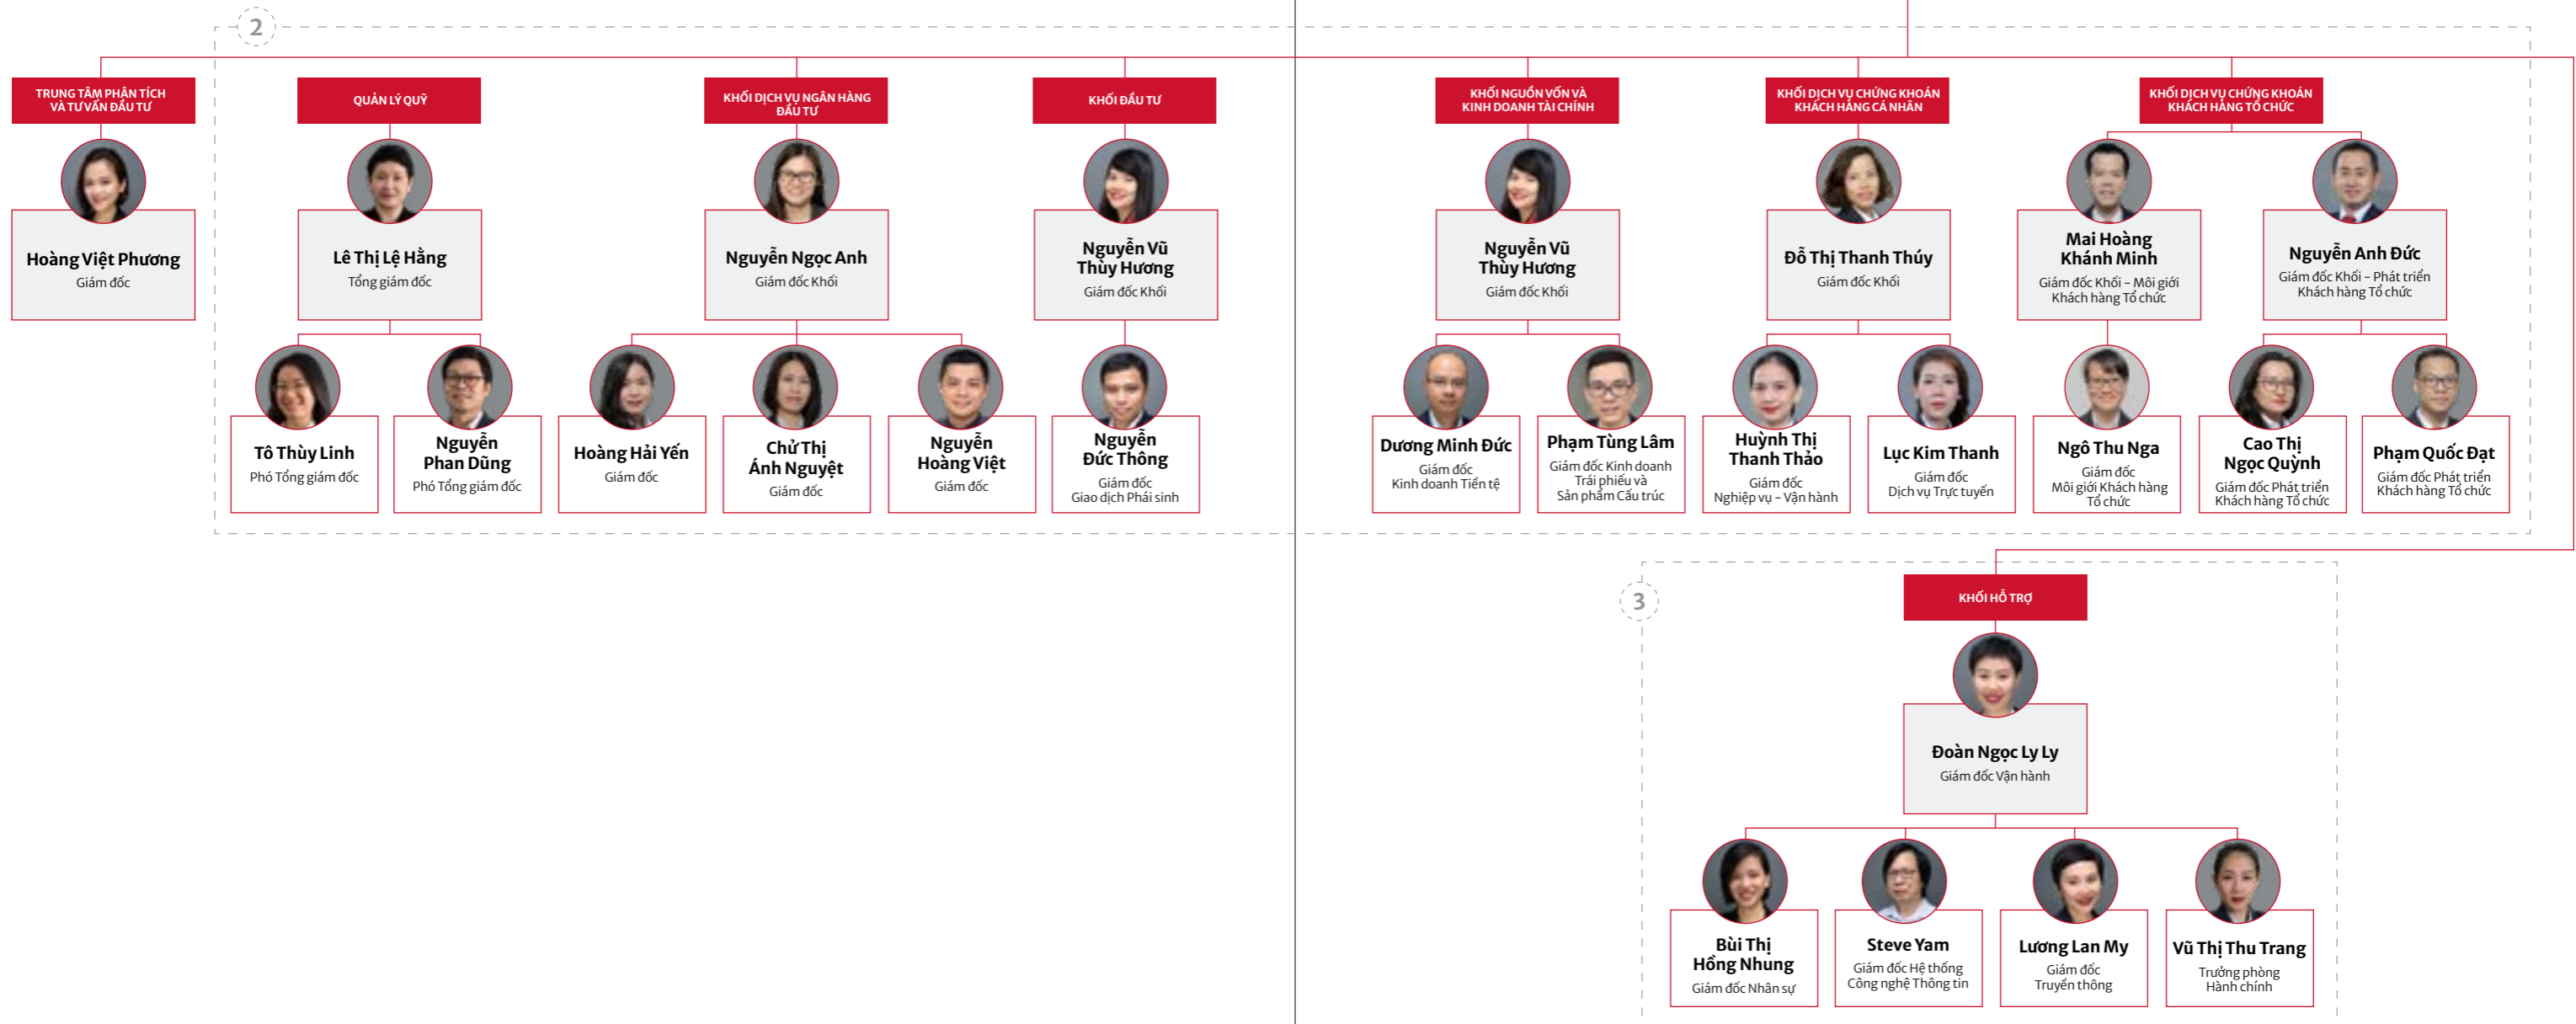 2
TRUNG TÂM PHÂN TÍCH
VÀ TƯ VẤN ĐẦU TƯ
Hoàng Việt Phương
Giám đốc
QUẢN LÝ QUỸ
Lê Thị Lệ Hằng
Tổng giám đốc
Tô Thùy Linh
Phó Tổng giám đốc
Nguyễn
Phan Dũng
Phó Tổng giám đốc
KHỐI DỊCH VỤ NGÂN HÀNG
ĐẦU TƯ
Nguyễn Ngọc Anh
Giám đốc Khối
Hoàng Hải Yến
Giám đốc
Chử Thị
Ánh Nguyệt
Giám đốc
Nguyễn
Hoàng Việt
Giám đốc
KHỐI ĐẦU TƯ
Nguyễn Vũ
Thùy Hương
Giám đốc Khối
Nguyễn
Đức Thông
Giám đốc
Giao dịch Phái sinh
KHỐI NGUỒN VỐN VÀ
KINH DOANH TÀI CHÍNH
Nguyễn Vũ
Thùy Hương
Giám đốc Khối
Dương Minh Đức
Giám đốc
Kinh doanh Tiền tệ
Phạm Tùng Lâm
Giám đốc Kinh doanh
Trái phiếu và
Sản phẩm Cấu trúc
KHỐI DỊCH VỤ CHỨNG KHOÁN
KHÁCH HÀNG CÁ NHÂN
Đỗ Thị Thanh Thúy
Giám đốc Khối
Huỳnh Thị
Thanh Thảo
Giám đốc
Nghiệp vụ - Vận hành
Lục Kim Thanh
Giám đốc
Dịch vụ Trực tuyến
KHỐI DỊCH VỤ CHỨNG KHOÁN
KHÁCH HÀNG TỔ CHỨC
Mai Hoàng
Khánh Minh
Giám đốc Khối - Môi giới
Khách hàng Tổ chức
Ngô Thu Nga
Giám đốc
Môi giới Khách hàng
Tổ chức
Nguyễn Anh Đức
Giám đốc Khối - Phát triển
Khách hàng Tổ chức
Cao Thị
Ngọc Quỳnh
Giám đốc Phát triển
Khách hàng Tổ chức
Phạm Quốc Đạt
Giám đốc Phát triển
Khách hàng Tổ chức
3
KHỐI HỖ TRỢ
Đoàn Ngọc Ly Ly
Giám đốc Vận hành
Bùi Thị
Hồng Nhung
Giám đốc Nhân sự
Steve Yam
Giám đốc Hệ thống
Công nghệ Thông tin
Lương Lan My
Giám đốc
Truyền thông
Vũ Thị Thu Trang
Trưởng phòng
Hành chính